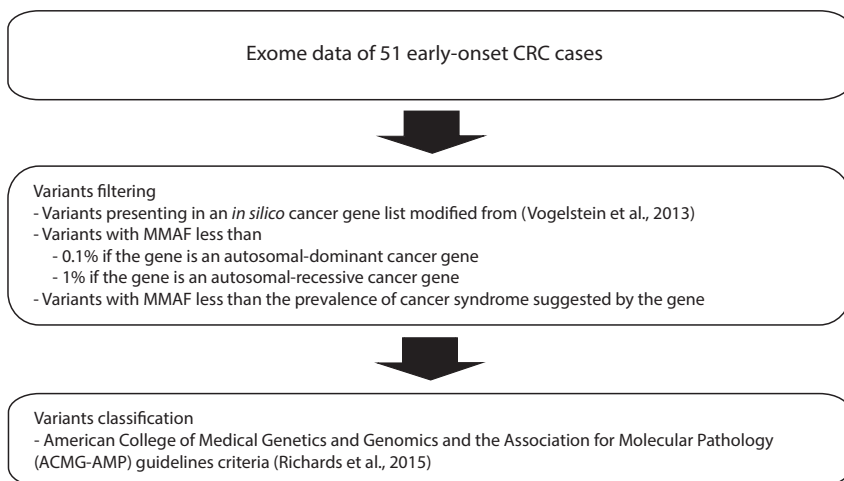 Exome data of 51 early-onset CRC cases
Variants filtering
- Variants presenting in an in silico cancer gene list modified from (Vogelstein et al., 2013)
- Variants with MMAF less than
- 0.1% if the gene is an autosomal-dominant cancer gene
- 1% if the gene is an autosomal-recessive cancer gene
- Variants with MMAF less than the prevalence of cancer syndrome suggested by the gene
Variants classification
- American College of Medical Genetics and Genomics and the Association for Molecular Pathology
(ACMG-AMP) guidelines criteria (Richards et al., 2015)